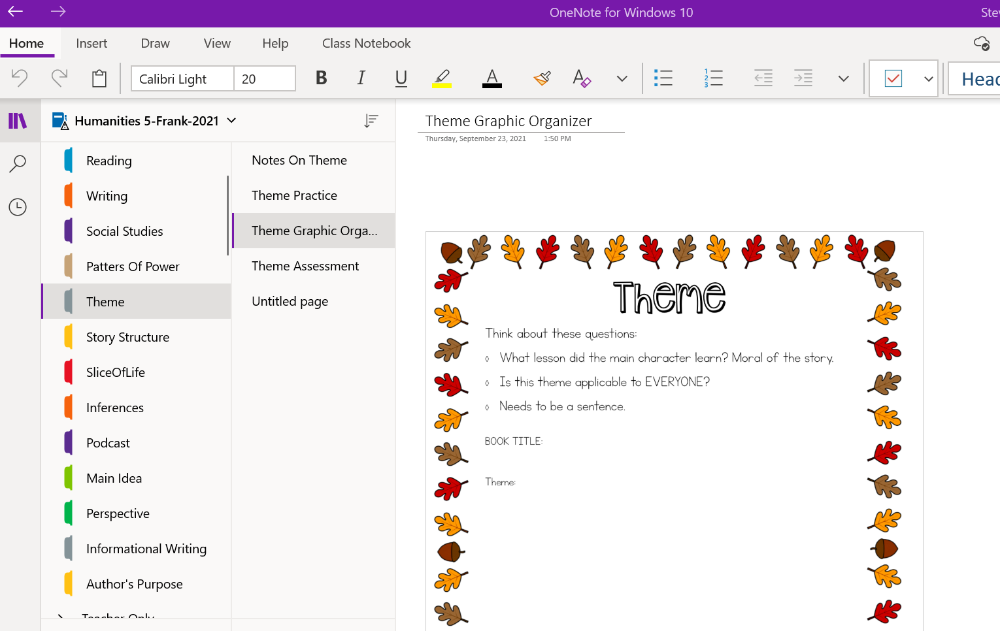 OneNote for Windows 10
Home Insert Draw View Help Class Notebook
Calibri Light 20 B I U A A
Humanities 5-Frank-2021
Reading
Writing
Social Studies
Patters Of Power
Theme
Story Structure
SliceOfLife
Inferences
Podcast
Main Idea
Perspective
Informational Writing
Author's Purpose
Teacher Only
Notes On Theme
Theme Practice
Theme Graphic Orga...
Theme Assessment
Untitled page
Theme Graphic Organizer
Thursday, September 23, 2021 1:50 PM
Theme
Think about these questions:
◊ What lesson did the main character learn? Moral of the story.
◊ Is this theme applicable to EVERYONE?
◊ Needs to be a sentence.
BOOK TITLE:
Theme: